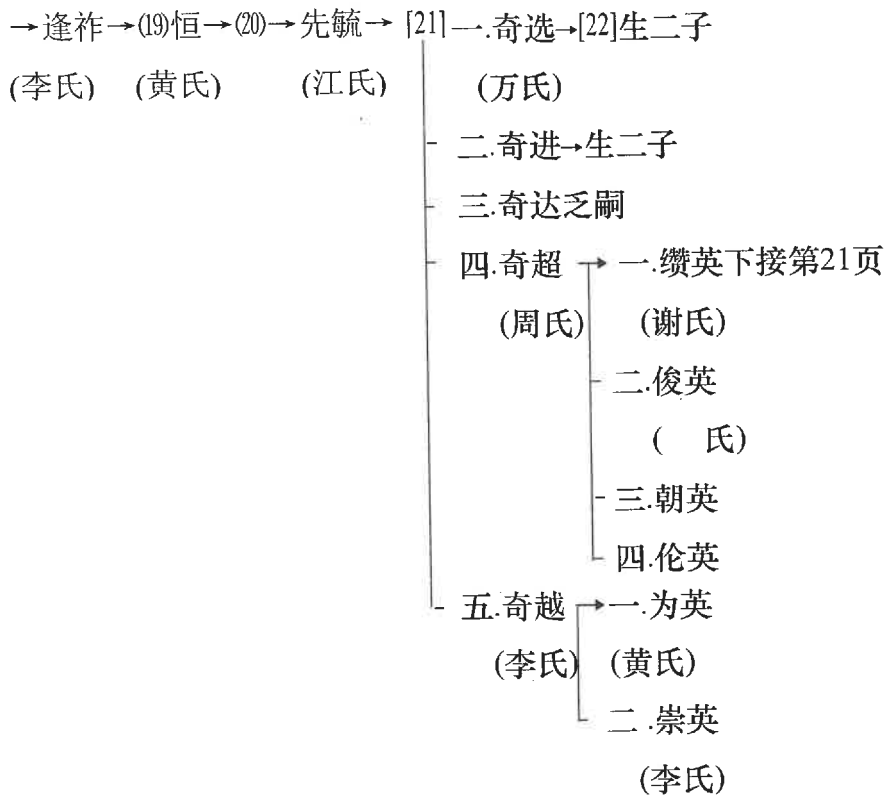 →逢祚→(19)恒→(20)→先毓→[21]一.奇选→[22]生二子
(李氏) (黄氏) (江氏) (万氏)
二.奇进→生二子
三.奇达乏嗣
四.奇超→一.缵英下接第21页
(周氏) (谢氏)
二.俊英
( 氏)
三.朝英
四.伦英
五.奇越→一.为英
(李氏) (黄氏)
二.崇英
(李氏)